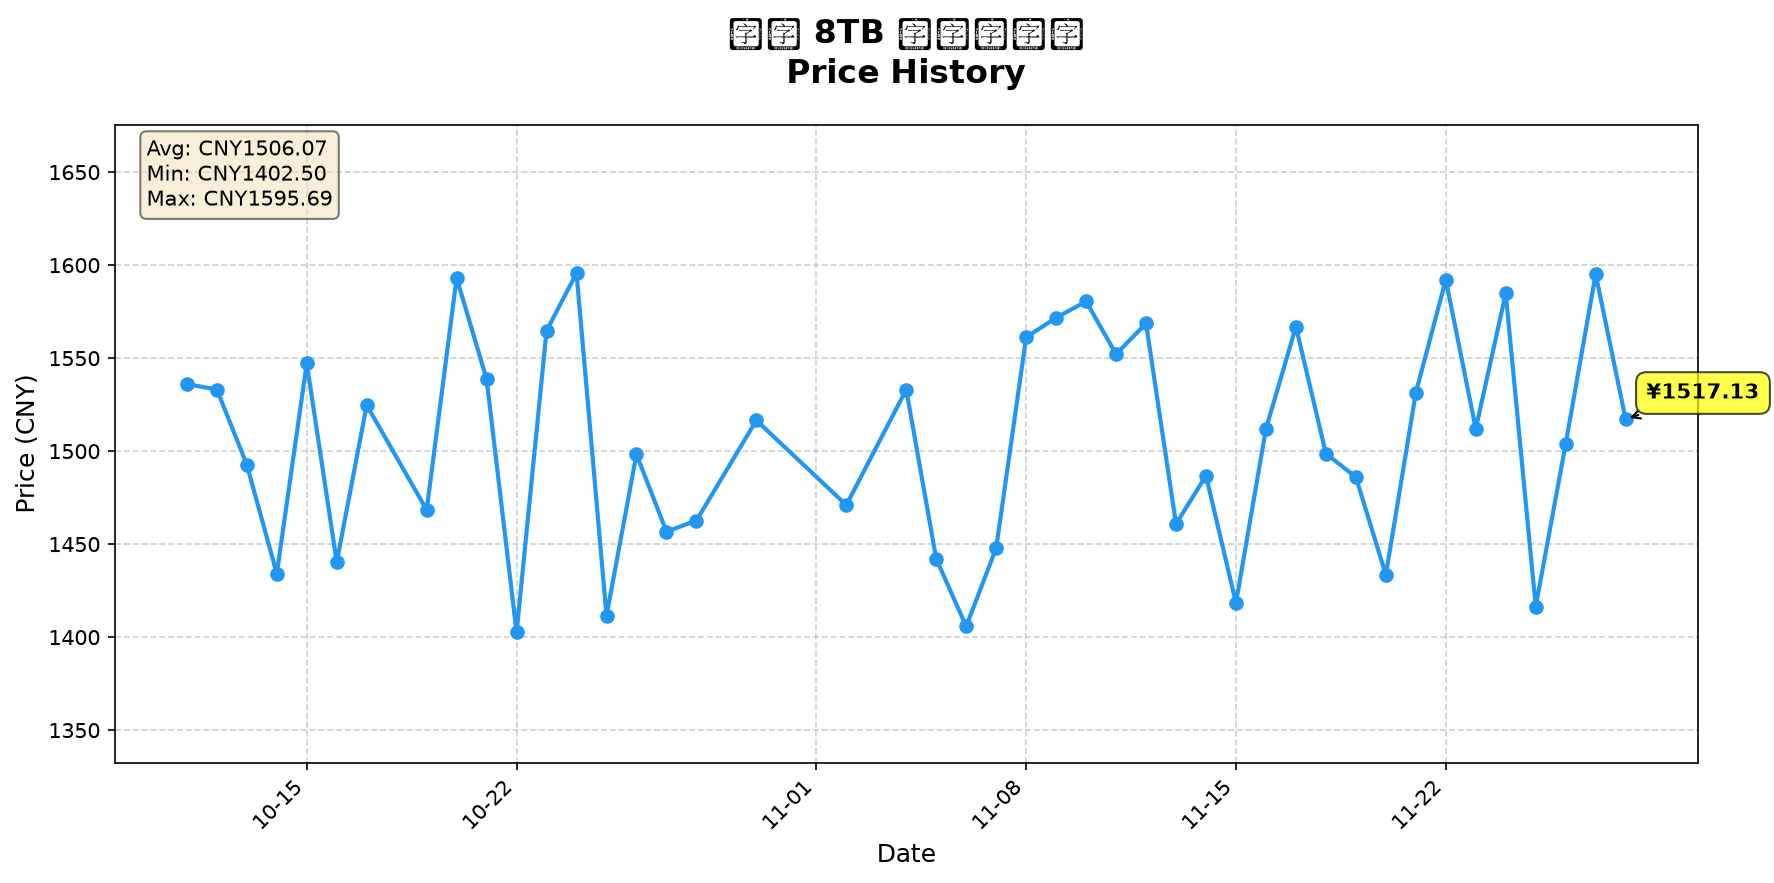 8TB
Price History
Avg: CNY1506.07
Min: CNY1402.50
Max: CNY1595.69
1650
1600
1550
1500
1450
1400
1350
Price (CNY)
¥1517.13
10-15
10-22
11-01
11-08
11-15
11-22
Date